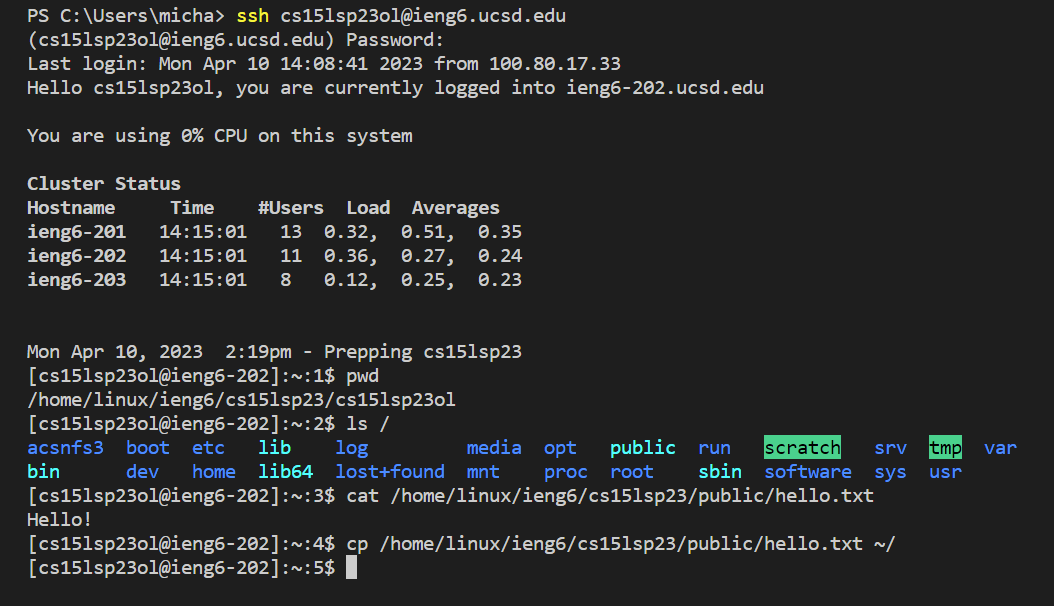 PS C:\Users\micha> ssh cs15lsp23ol@ieng6.ucsd.edu
(cs15lsp23ol@ieng6.ucsd.edu) Password:
Last login: Mon Apr 10 14:08:41 2023 from 100.80.17.33
Hello cs15lsp23ol, you are currently logged into ieng6-202.ucsd.edu
You are using 0% CPU on this system
Cluster Status
Hostname     Time    #Users  Load  Averages
ieng6-201   14:15:01   13  0.32,  0.51,  0.35
ieng6-202   14:15:01   11  0.36,  0.27,  0.24
ieng6-203   14:15:01   8   0.12,  0.25,  0.23
Mon Apr 10, 2023  2:19pm - Prepping cs15lsp23
[cs15lsp23ol@ieng6-202]:~:1$ pwd
/home/linux/ieng6/cs15lsp23/cs15lsp23ol
[cs15lsp23ol@ieng6-202]:~:2$ ls /
acsnfs3  boot  etc   lib    log         media  opt   public  run   scratch   srv  tmp  var
bin      dev   home  lib64  lost+found  mnt    proc  root    sbin  software  sys  usr
[cs15lsp23ol@ieng6-202]:~:3$ cat /home/linux/ieng6/cs15lsp23/public/hello.txt
Hello!
[cs15lsp23ol@ieng6-202]:~:4$ cp /home/linux/ieng6/cs15lsp23/public/hello.txt ~/
[cs15lsp23ol@ieng6-202]:~:5$